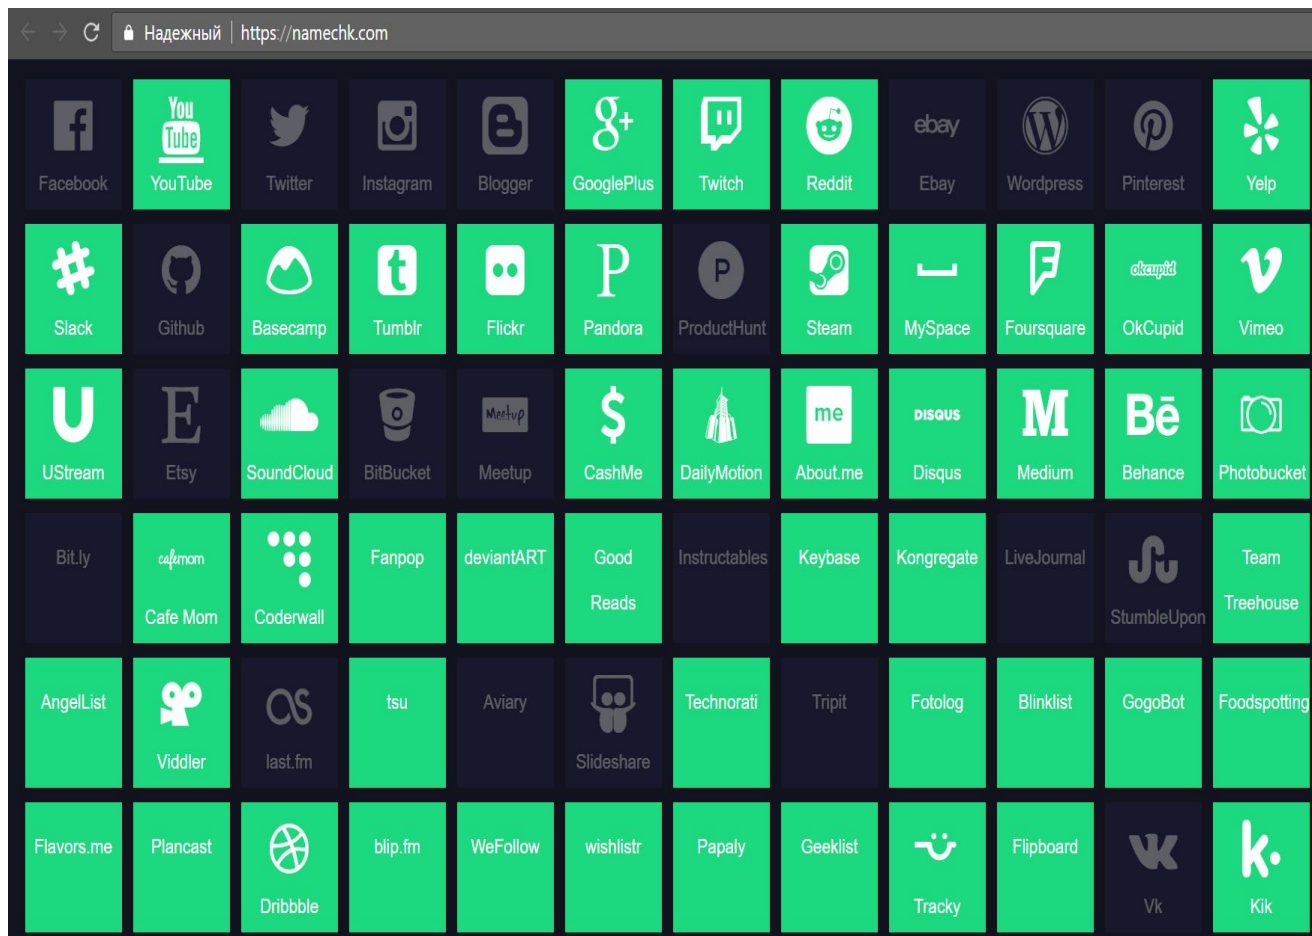 Надежный https://namechk.com
You
Tube
g+
ebay
Facebook YouTube Twitter Instagram Blogger GooglePlus Twitch Reddit Ebay Wordpress Pinterest Yelp
P P okcupid
Slack Github Basecamp Tumblr Flickr Pandora ProductHunt Steam MySpace Foursquare OkCupid Vimeo
U E Meetup $ me DISQUS M Bē
UStream Etsy SoundCloud BitBucket Meetup CashMe DailyMotion About.me Disqus Medium Behance Photobucket
Bit.ly cafemom Fanpop deviantART Good Instructables Keybase Kongregate LiveJournal Team
Cafe Mom Coderwall Reads StumbleUpon Treehouse
AngelList tsu Aviary Technorati Tripit Fotolog Blinklist GogoBot Foodspotting
Viddler last.fm Slideshare
Flavors.me Plancast blip.fm WeFollow wishlistr Papaly Geeklist Flipboard k.
Dribbble Tracky Vk Kik